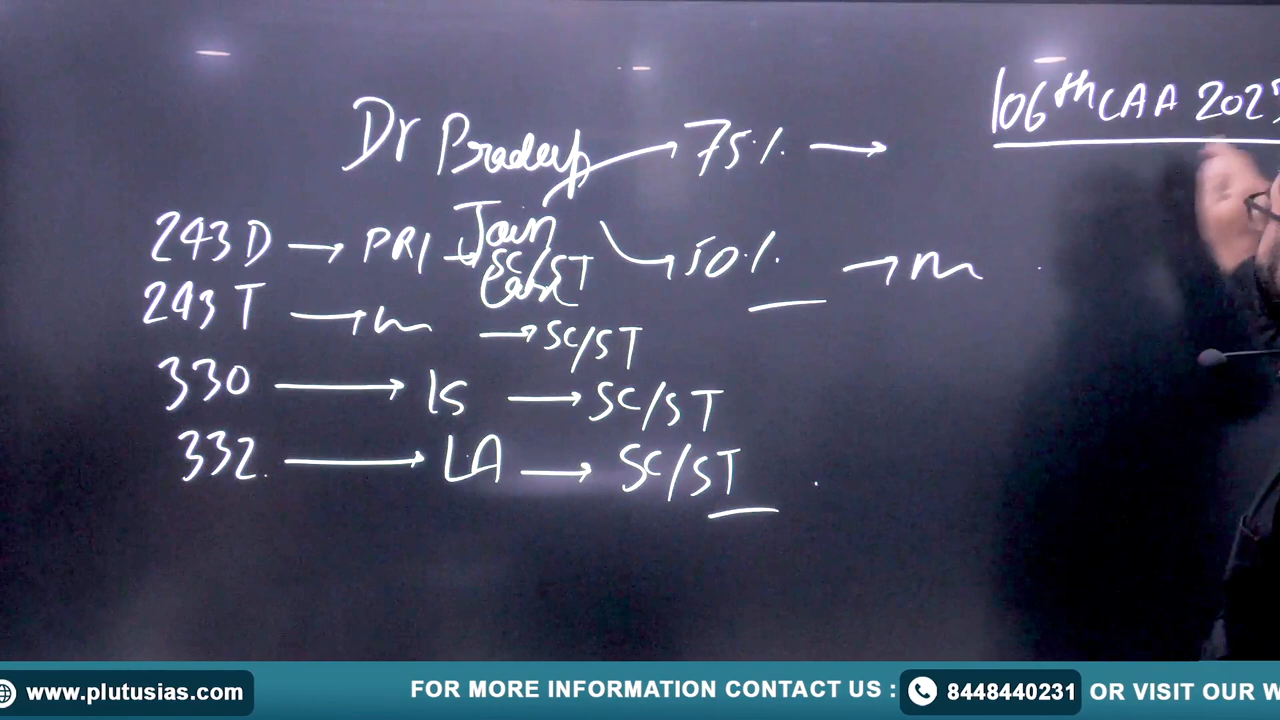 106th CAA 202
Dr Pradeep → 75% →
Jain → 50% → m
243D → PRI → SC/ST
243T → m → SC/ST
330 → LS → SC/ST
332 → LA → SC/ST
www.plutusias.com FOR MORE INFORMATION CONTACT US : 8448440231 OR VISIT OUR W